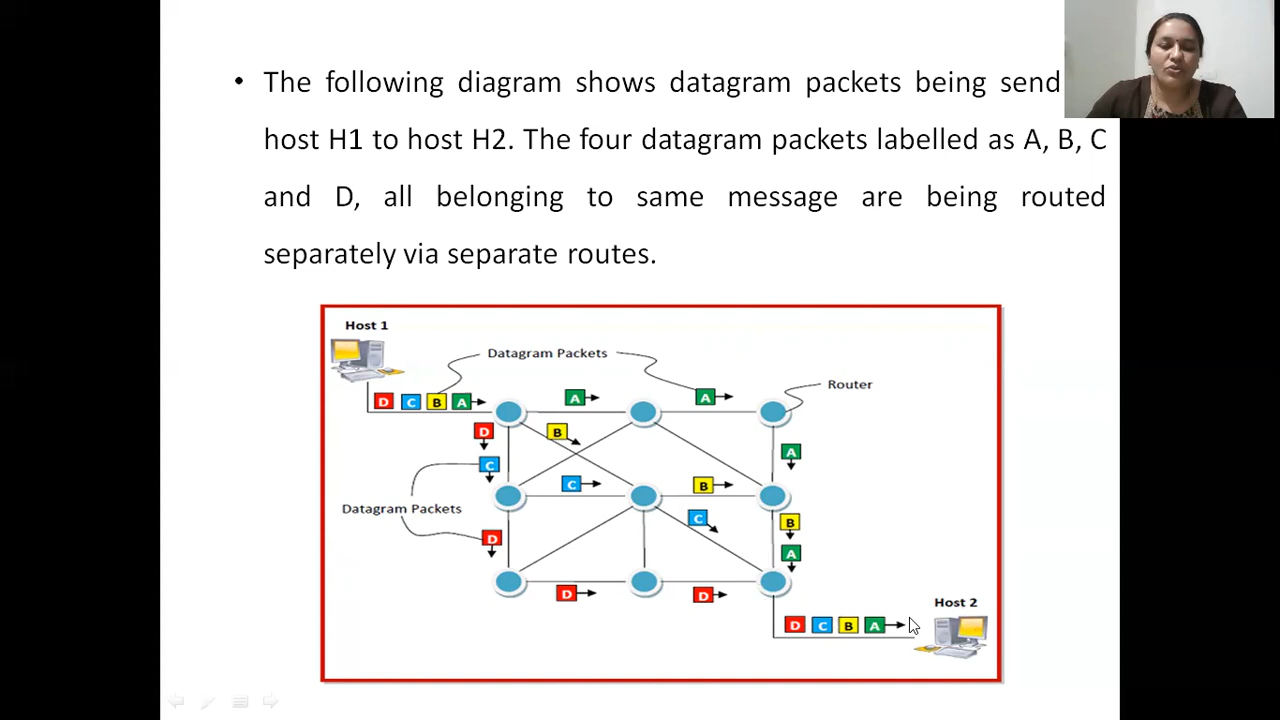 • The following diagram shows datagram packets being send
host H1 to host H2. The four datagram packets labelled as A, B, C
and D, all belonging to same message are being routed
separately via separate routes.
Host 1
Datagram Packets
Router
D C B A
A
A
D
B
A
C
C
B
Datagram Packets
C
B
D
A
D
D
Host 2
D C B A